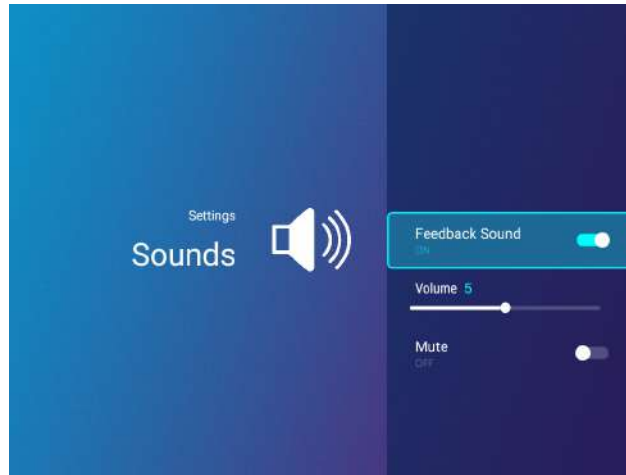 Settings
Sounds
Feedback Sound
ON
Volume 5
Mute
OFF